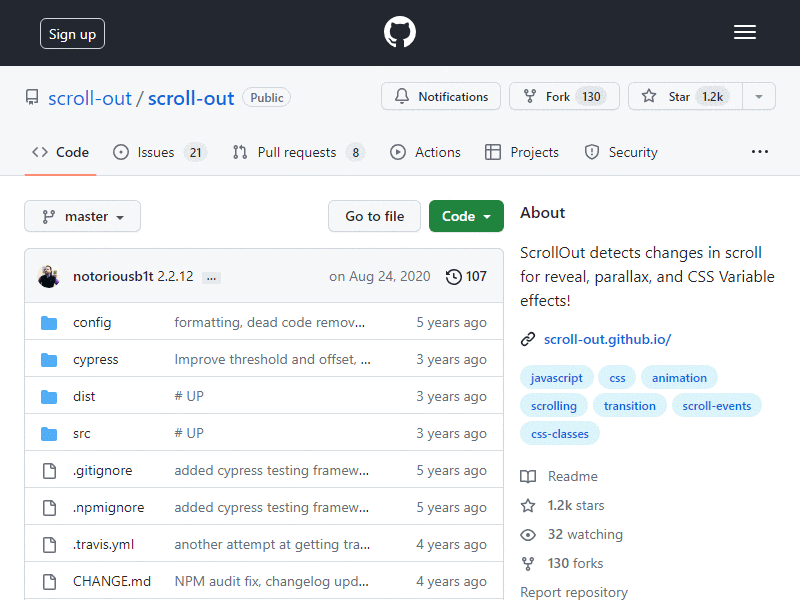 Sign up
scroll-out / scroll-out Public
Notifications
Fork 130
Star 1.2k
Code
Issues 21
Pull requests 8
Actions
Projects
Security
master
Go to file
Code
notoriousb1t 2.2.12 ...
on Aug 24, 2020
107
config formatting, dead code remov... 5 years ago
cypress Improve threshold and offset, ... 3 years ago
dist # UP 3 years ago
src # UP 3 years ago
.gitignore added cypress testing framew... 5 years ago
.npmignore added cypress testing framew... 5 years ago
.travis.yml another attempt at getting tra... 4 years ago
CHANGE.md NPM audit fix, changelog upd... 4 years ago
About
ScrollOut detects changes in scroll
for reveal, parallax, and CSS Variable
effects!
scroll-out.github.io/
javascript css animation
scrolling transition scroll-events
css-classes
Readme
1.2k stars
32 watching
130 forks
Report repository